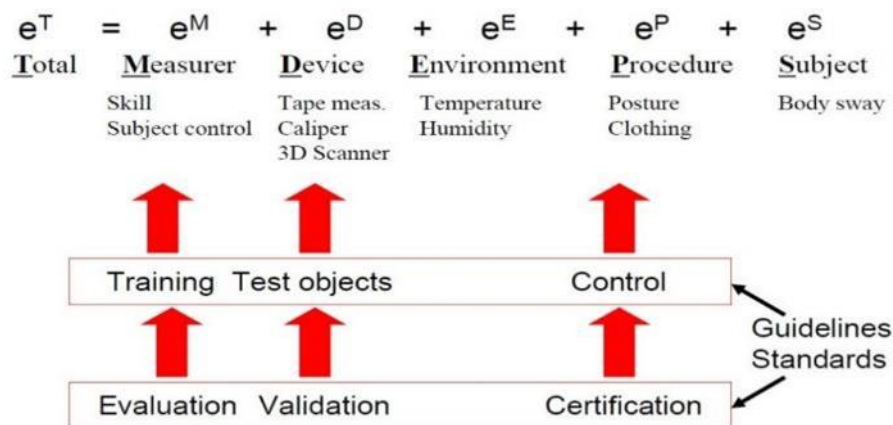 eT = eM + eD + eE + eP + eS
Total Measurer Device Environment Procedure Subject
Skill Tape meas. Temperature Posture Body sway
Subject control Caliper Humidity Clothing
3D Scanner
Training Test objects Control
Guidelines
Standards
Evaluation Validation Certification